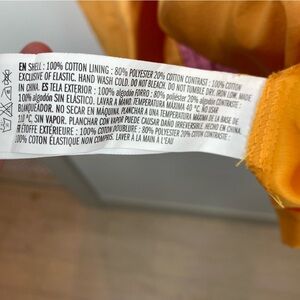 EN SHELL : 100% COTTON LINING : 80% POLYESTER 20% COTTON CONTRAST : 100% COTTON
EXCLUSIVE OF ELASTIC. HAND WASH COLD. DO NOT BLEACH. DO NOT TUMBLE DRY. IRON LOW. MADE
IN CHINA. ES TELA EXTERIOR : 100% algodón FORRO : 80% poliéster 20% algodón CONTRASTE :
100% algodón SIN ELÁSTICO. LAVAR A MANO TEMPERATURA MÁXIMA 40 °C. NO USAR
BLANQUEADOR. NO SECAR EN MÁQUINA. PLANCHAR A UNA TEMPERATURA MÁXIMA DE LA BASE DE
110 °C, SIN VAPOR. PLANCHAR CON VAPOR PUEDE CAUSAR DAÑO IRREVERSIBLE. HECHO EN CHINA.
FR ÉTOFFE EXTÉRIEURE : 100% COTON DOUBLURE : 80% POLYESTER 20% COTON CONTRASTE :
100% COTON ÉLASTIQUE NON COMPRIS. LAVER À LA MAIN À L'EAU